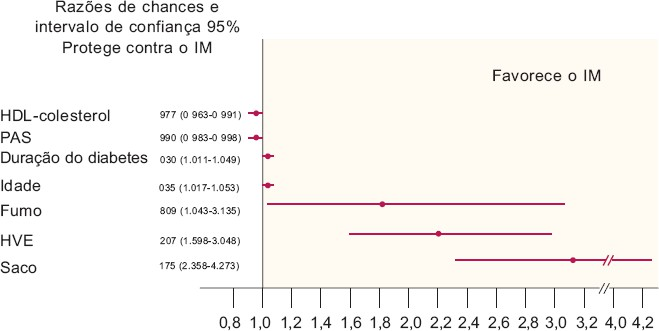 Razões de chances e
intervalo de confiança 95%
Protege contra o IM
Favorece o IM
HDL-colesterol 977 (0 963-0 991)
PAS 990 (0 983-0 998)
Duração do diabetes 030 (1.011-1.049)
Idade 035 (1.017-1.053)
Fumo 809 (1.043-3.135)
HVE 207 (1.598-3.048)
Saco 175 (2.358-4.273)
0,8 1,0 1,2 1,4 1,6 1,8 2,0 2,2 2,4 2,6 2,8 3,0 3,2 4,0 4,2